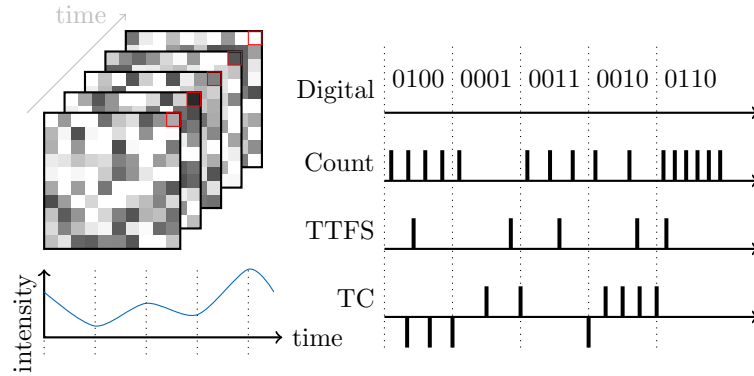 time
intensity
time
Digital 0100 0001 0011 0010 0110
Count
TTFS
TC